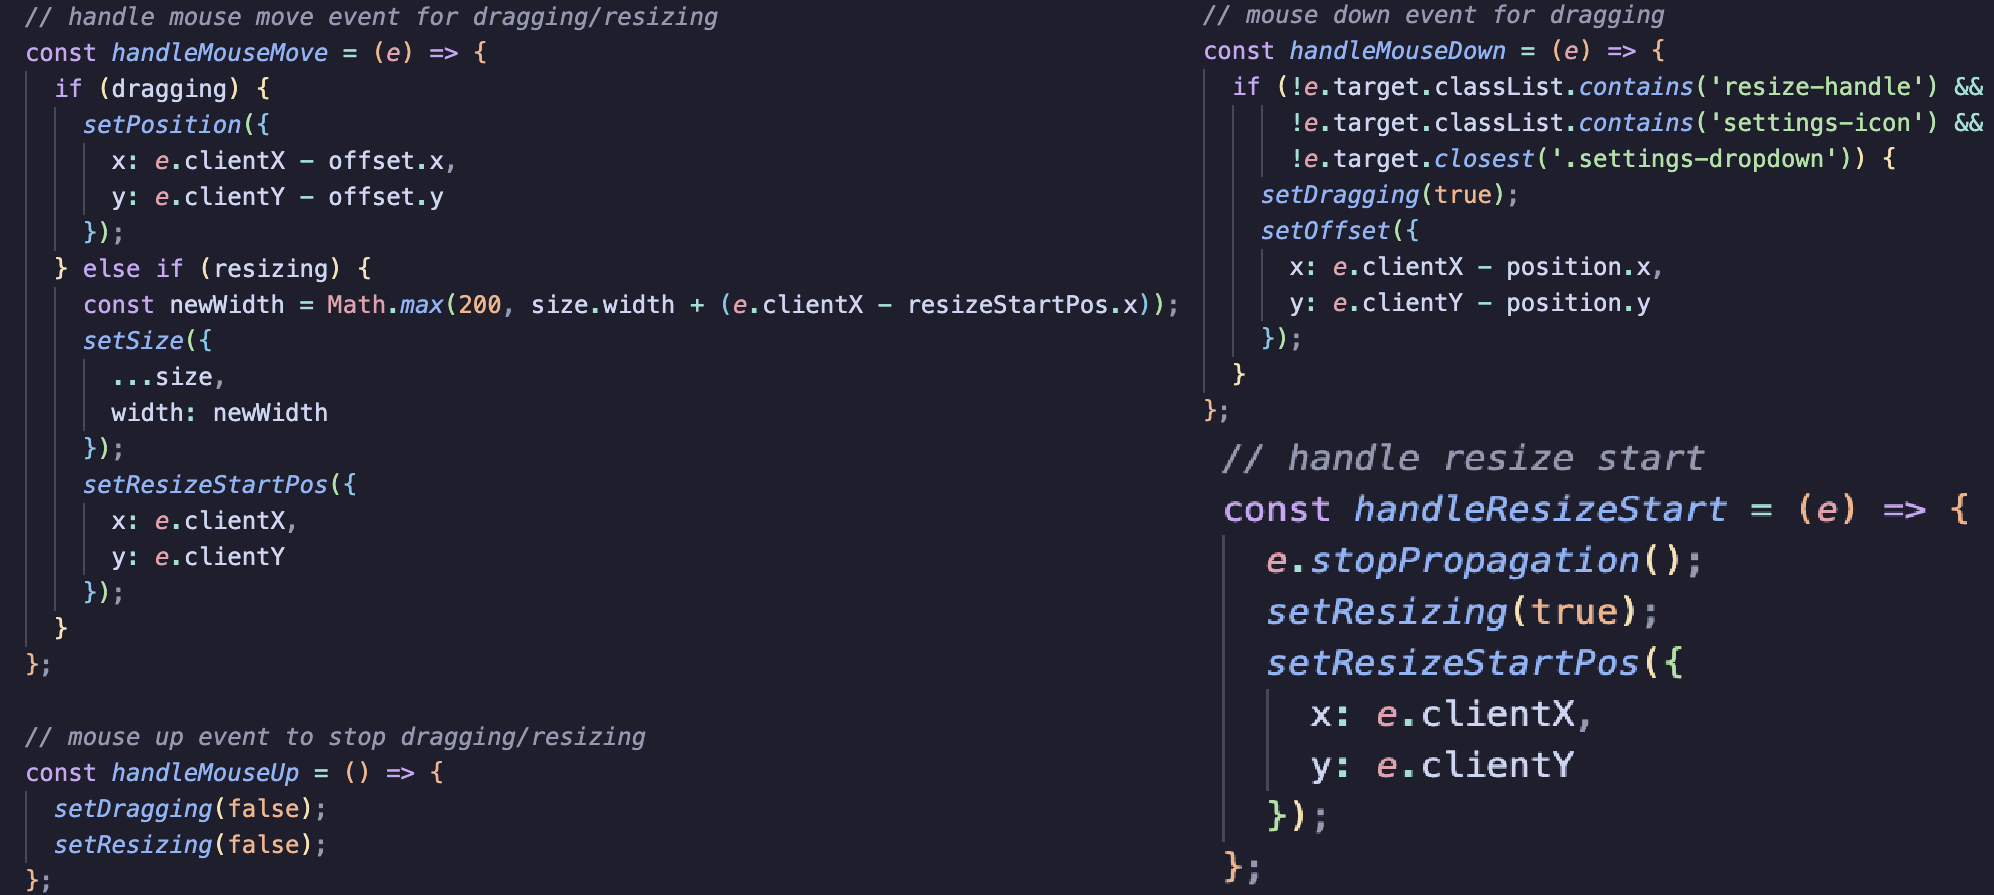 // handle mouse move event for dragging/resizing
const handleMouseMove = (e) => {
  if (dragging) {
    setPosition({
      x: e.clientX - offset.x,
      y: e.clientY - offset.y
    });
  } else if (resizing) {
    const newWidth = Math.max(200, size.width + (e.clientX - resizeStartPos.x));
    setSize({
      ...size,
      width: newWidth
    });
    setResizeStartPos({
      x: e.clientX,
      y: e.clientY
    });
  }
};

// mouse up event to stop dragging/resizing
const handleMouseUp = () => {
  setDragging(false);
  setResizing(false);
};

// mouse down event for dragging
const handleMouseDown = (e) => {
  if (!e.target.classList.contains('resize-handle') &&
      !e.target.classList.contains('settings-icon') &&
      !e.target.closest('.settings-dropdown')) {
    setDragging(true);
    setOffset({
      x: e.clientX - position.x,
      y: e.clientY - position.y
    });
  }
};

// handle resize start
const handleResizeStart = (e) => {
  e.stopPropagation();
  setResizing(true);
  setResizeStartPos({
    x: e.clientX,
    y: e.clientY
  });
};